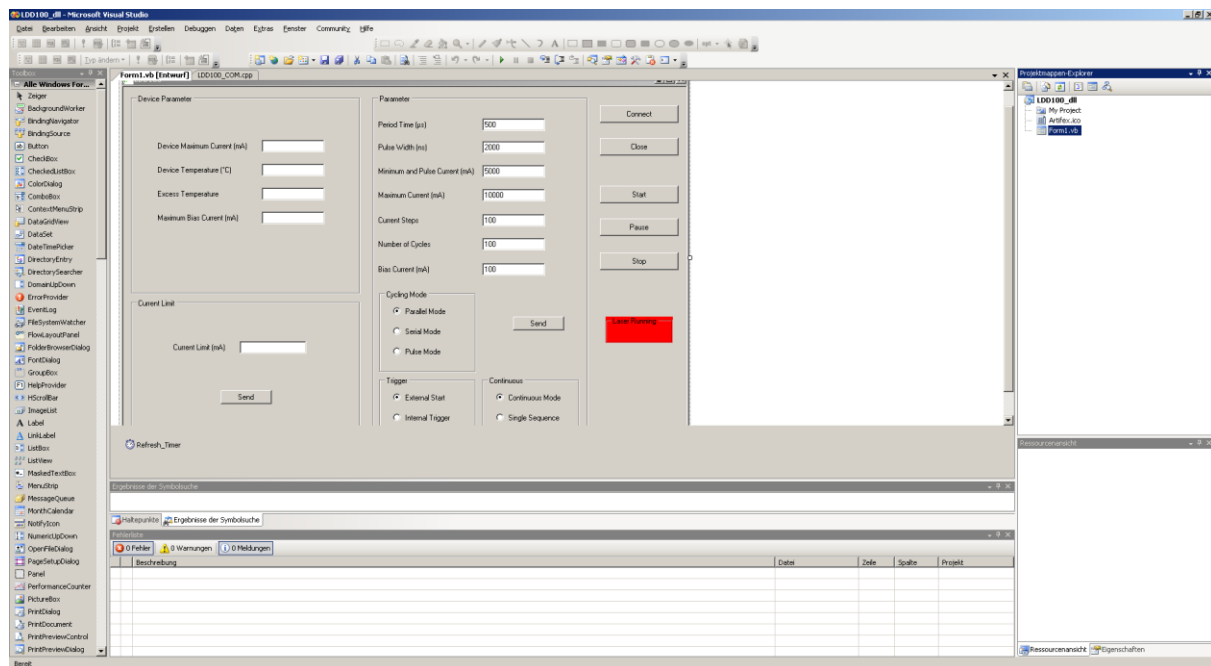 LDD100_dll - Microsoft Visual Studio
Datei Bearbeiten Ansicht Projekt Erstellen Debuggen Daten Extras Fenster Community Hilfe
Toolbox
Alle Windows For...
Zeiger
BackgroundWorker
BindingNavigator
BindingSource
Button
CheckBox
CheckedListBox
ColorDialog
ComboBox
ContextMenuStrip
DataGridView
DataSet
DateTimePicker
DirectoryEntry
DirectorySearcher
DomainUpDown
ErrorProvider
EventLog
FileSystemWatcher
FlowLayoutPanel
FolderBrowserDialog
FontDialog
GroupBox
HelpProvider
HScrollBar
ImageList
Label
LinkLabel
ListBox
ListView
MaskedTextBox
MenuStrip
MessageQueue
MonthCalendar
NotifyIcon
NumericUpDown
OpenFileDialog
PageSetupDialog
Panel
PerformanceCounter
PictureBox
PrintDialog
PrintDocument
PrintPreviewControl
PrintPreviewDialog
Bereit
Form1.vb [Entwurf] LDD100_COM.cpp
Device Parameter
Device Maximum Current (mA)
Device Temperature (°C)
Excess Temperature
Maximum Bias Current (mA)
Current Limit
Current Limit (mA)
Send
Parameter
Period Time (µs) 500
Pulse Width (ns) 2000
Minimum and Pulse Current (mA) 5000
Maximum Current (mA) 10000
Current Steps 100
Number of Cycles 100
Bias Current (mA) 100
Cycling Mode
Parallel Mode
Serial Mode
Pulse Mode
Send
Trigger
External Start
Internal Trigger
Continuous
Continuous Mode
Single Sequence
Connect
Close
Start
Pause
Stop
Laser Running
Refresh_Timer
Ergebnisse der Symbolsuche
Haltepunkte Ergebnisse der Symbolsuche
Fehlerliste
0 Fehler 0 Warnungen 0 Meldungen
Beschreibung Datei Zeile Spalte Projekt
Projektmappen-Explorer
LDD100_dll
My Project
Artifex.ico
Form1.vb
Ressourcenansicht
Ressourcenansicht Eigenschaften